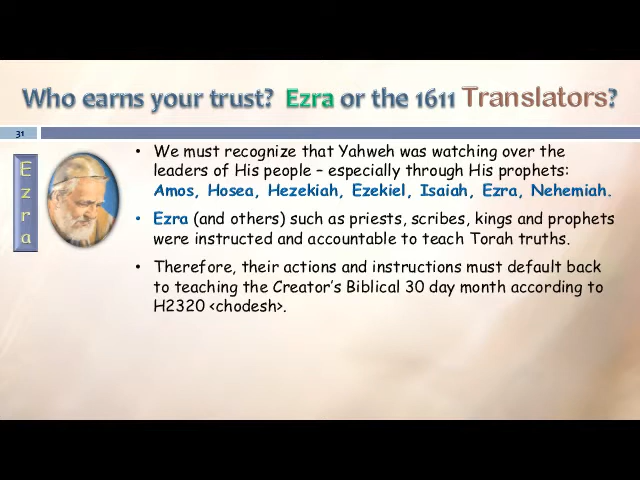 Who earns your trust? Ezra or the 1611 Translators?
31
Ezra
• We must recognize that Yahweh was watching over the
leaders of His people – especially through His prophets:
Amos, Hosea, Hezekiah, Ezekiel, Isaiah, Ezra, Nehemiah.
• Ezra (and others) such as priests, scribes, kings and prophets
were instructed and accountable to teach Torah truths.
• Therefore, their actions and instructions must default back
to teaching the Creator's Biblical 30 day month according to
H2320 <chodesh>.